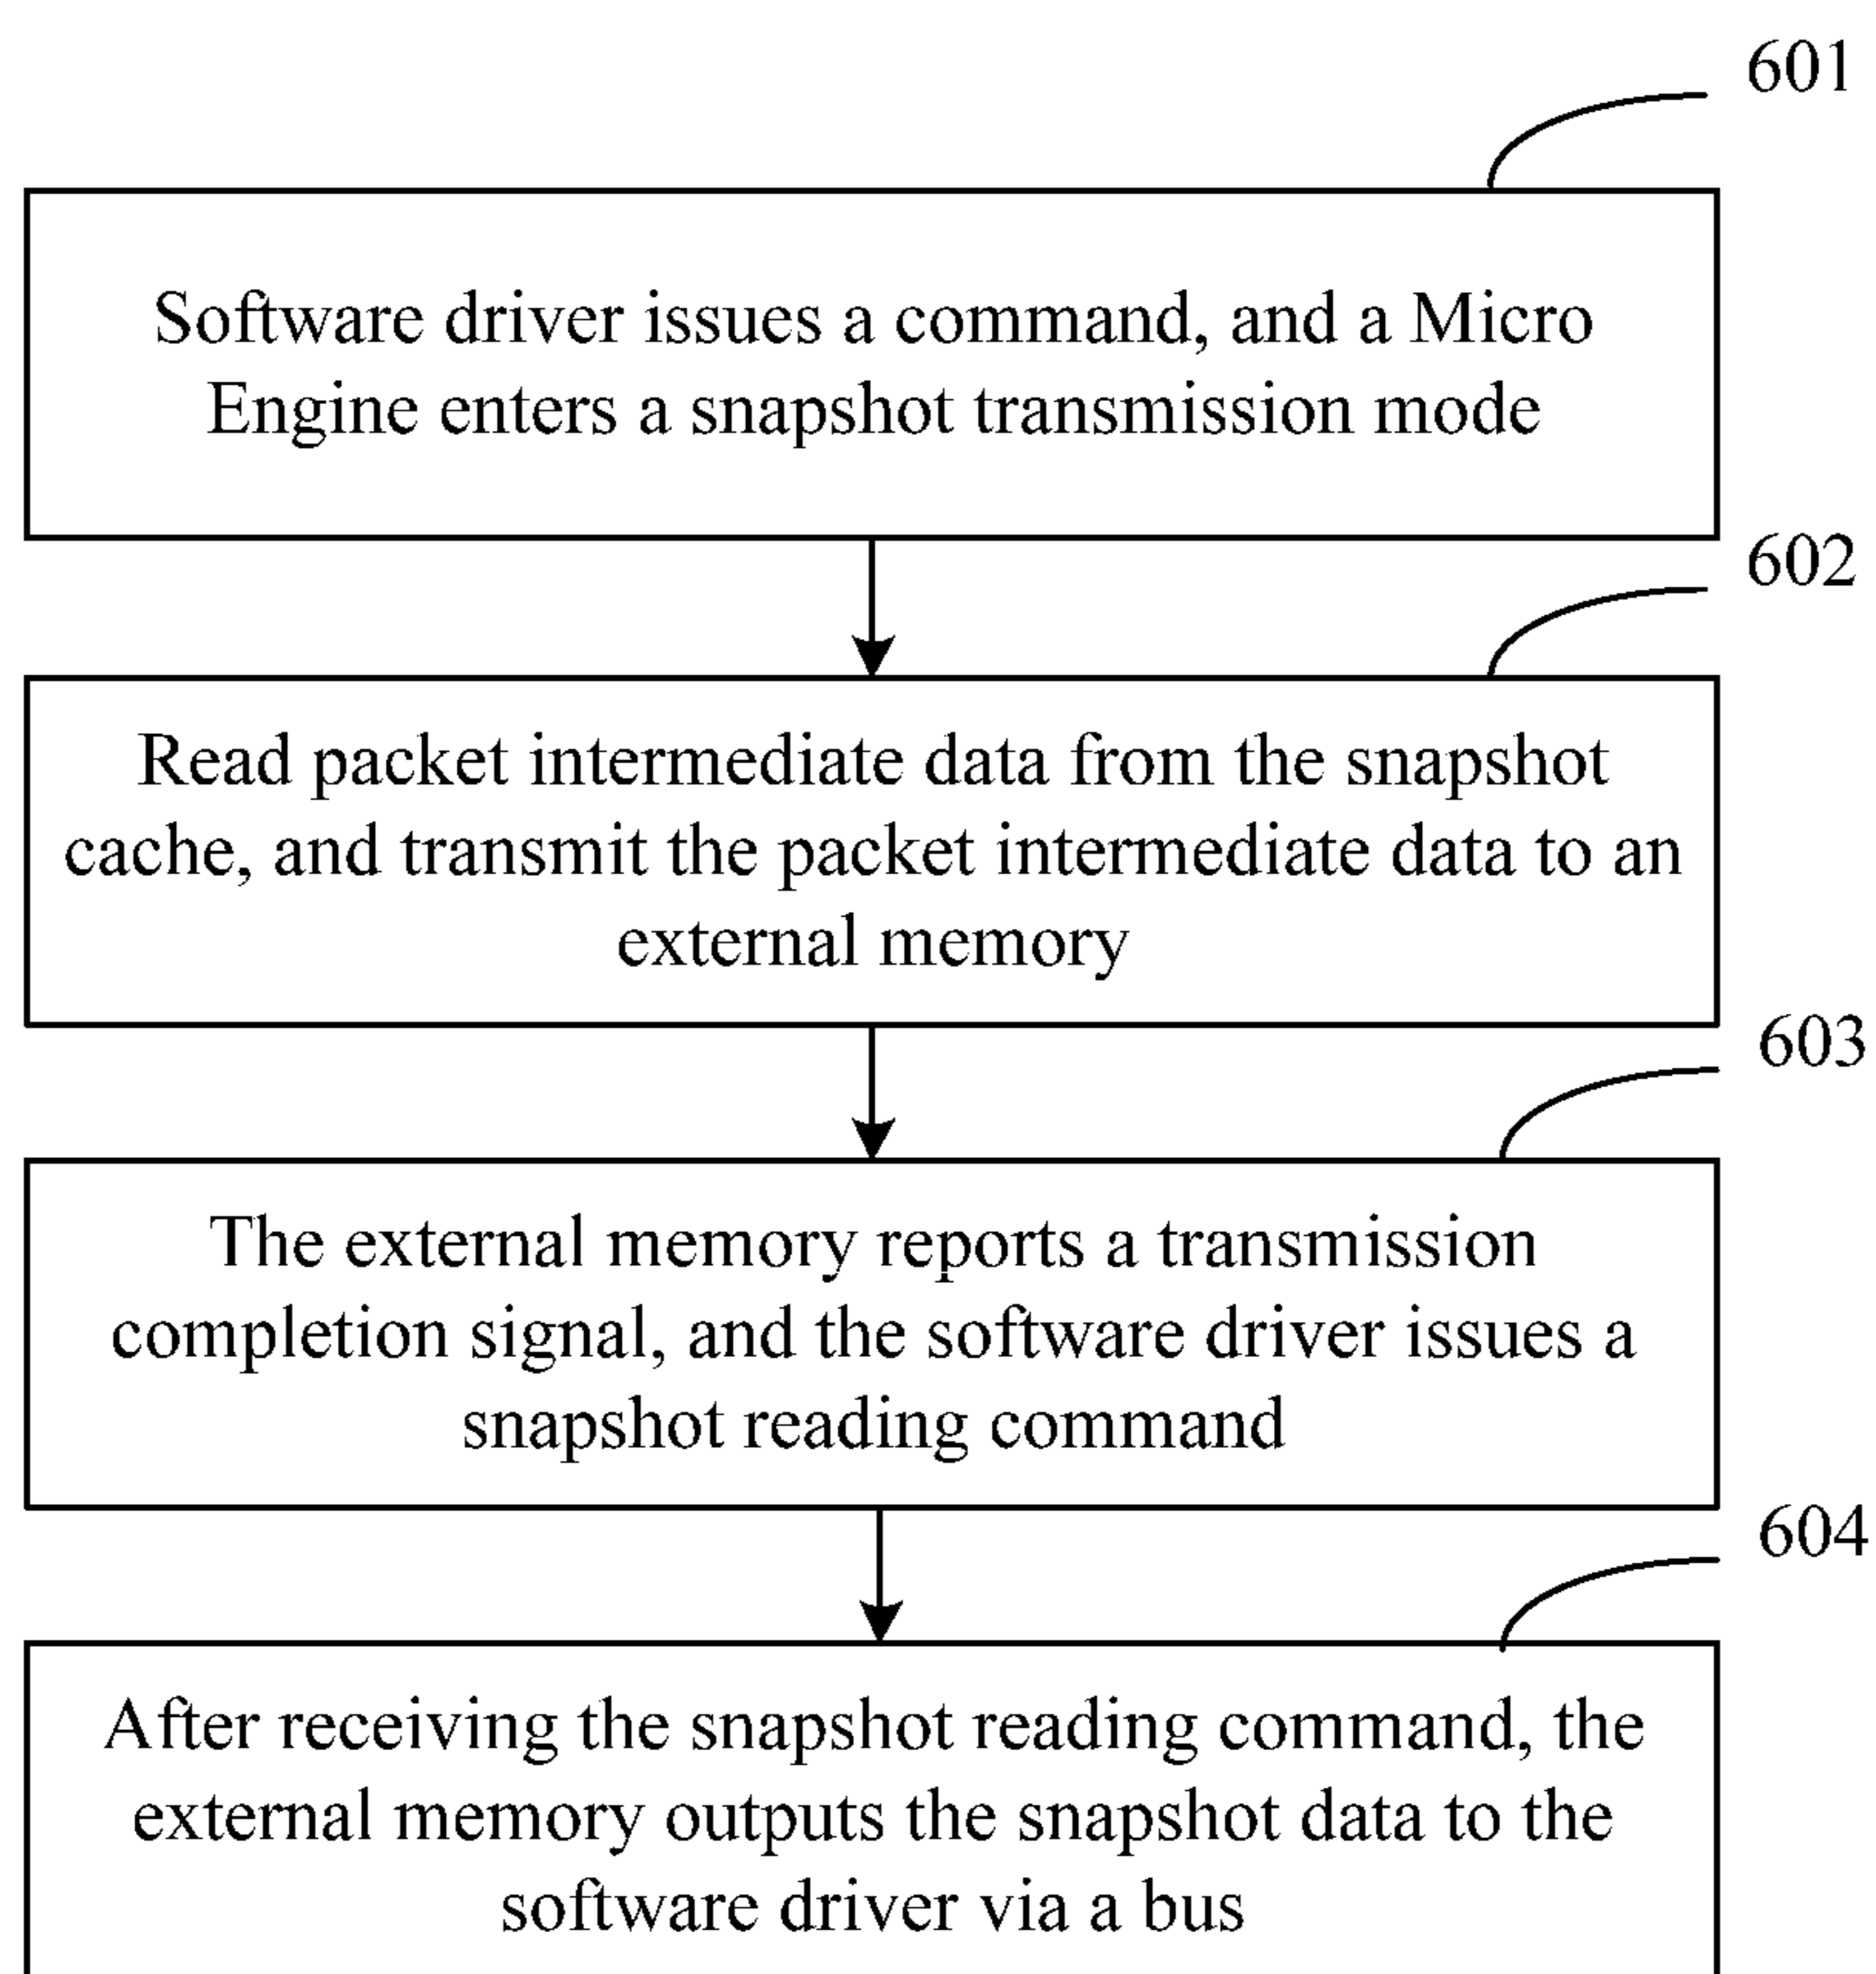 601
Software driver issues a command, and a Micro
Engine enters a snapshot transmission mode
602
Read packet intermediate data from the snapshot
cache, and transmit the packet intermediate data to an
external memory
603
The external memory reports a transmission
completion signal, and the software driver issues a
snapshot reading command
604
After receiving the snapshot reading command, the
external memory outputs the snapshot data to the
software driver via a bus